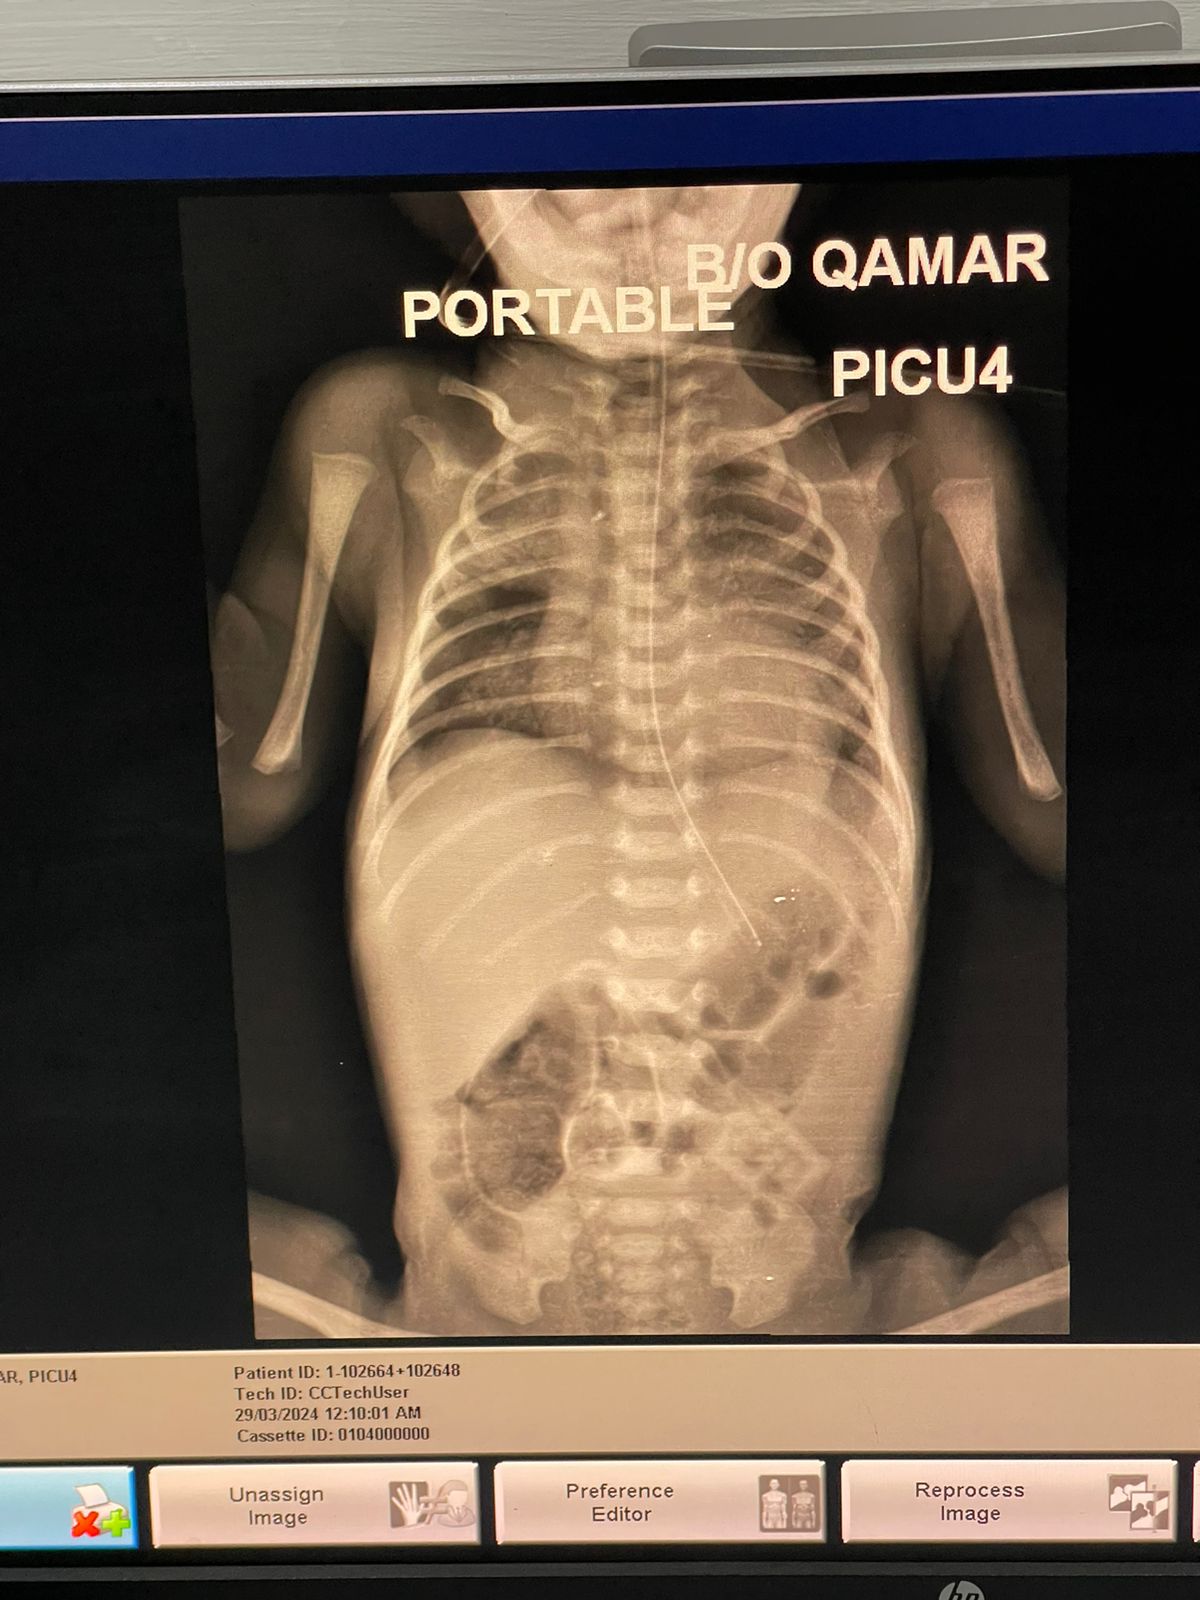 B/O QAMAR
PORTABLE
PICU4
AR, PICU4
Patient ID: 1-102664+102648
Tech ID: CCTechUser
29/03/2024 12:10:01 AM
Cassette ID: 0104000000
Unassign
Image
Preference
Editor
Reprocess
Image
hp